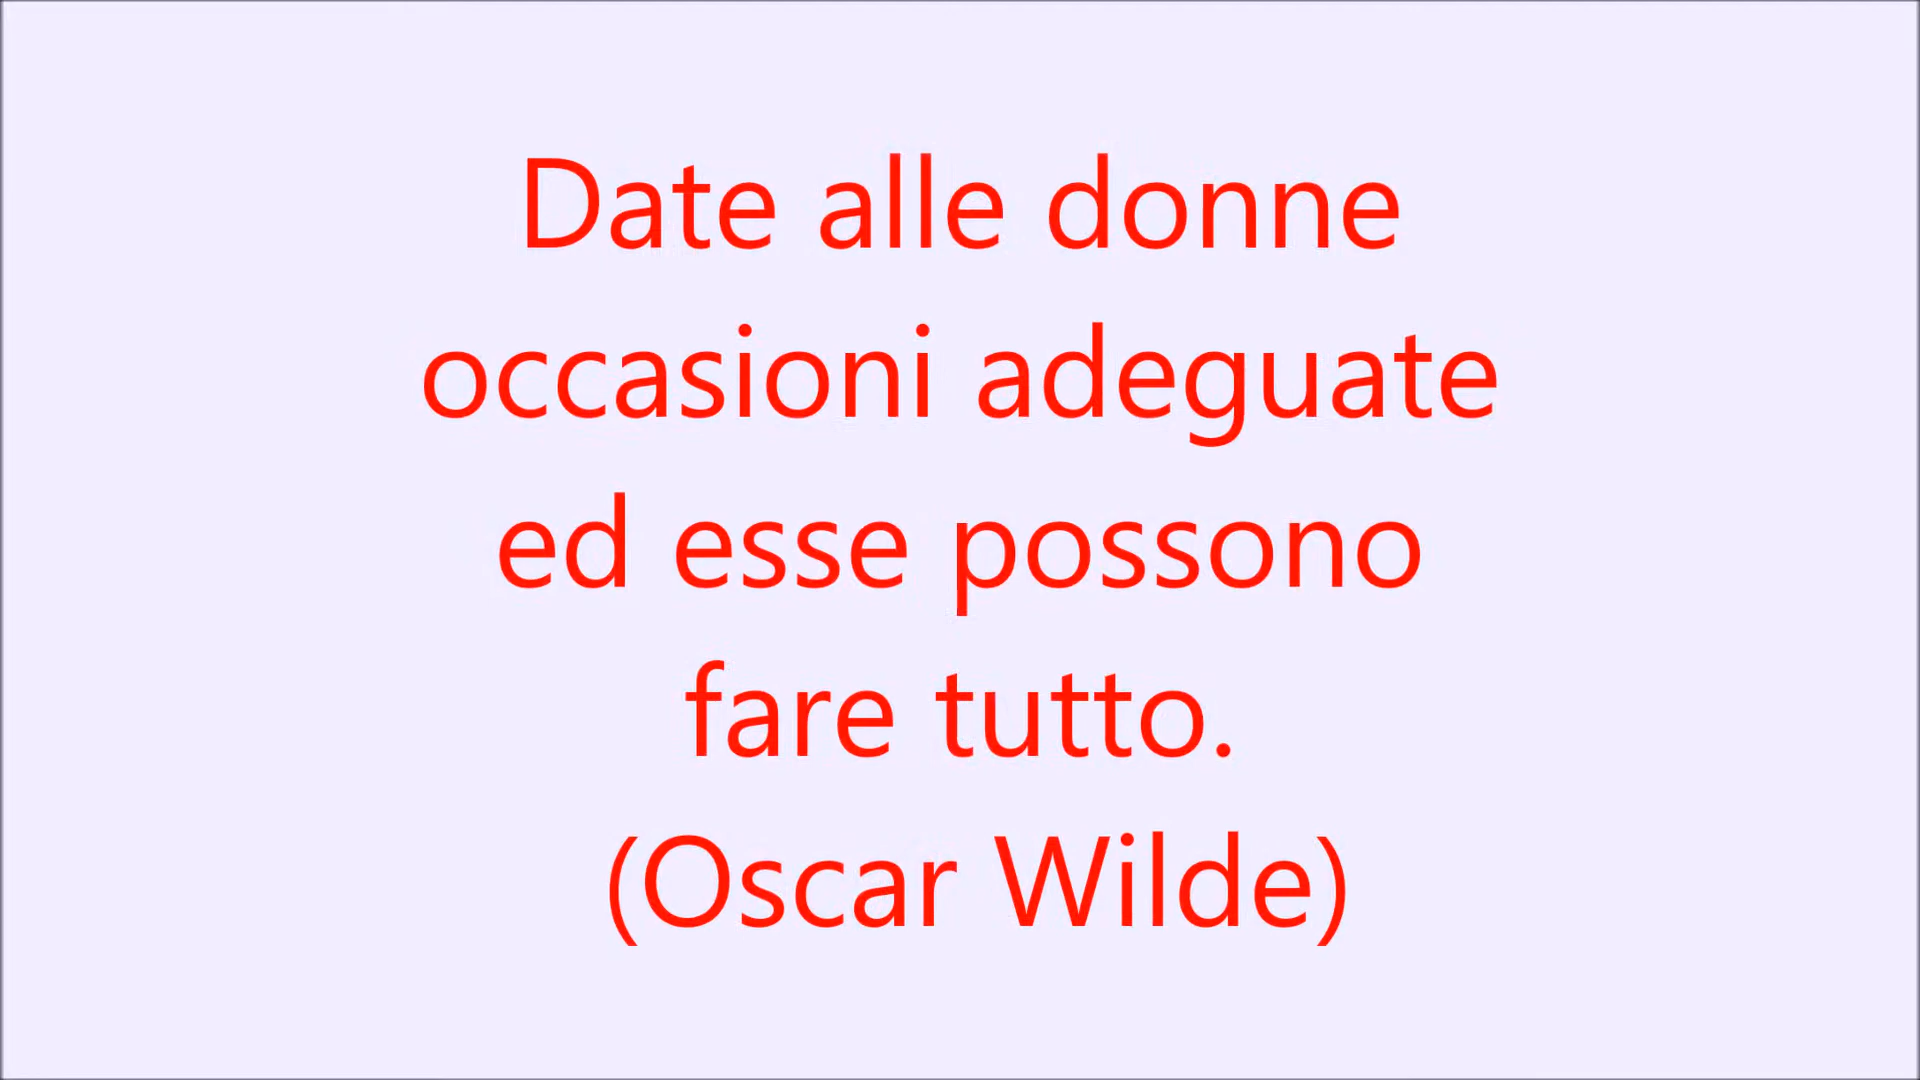 Date alle donne
occasioni adeguate
ed esse possono
fare tutto.
(Oscar Wilde)